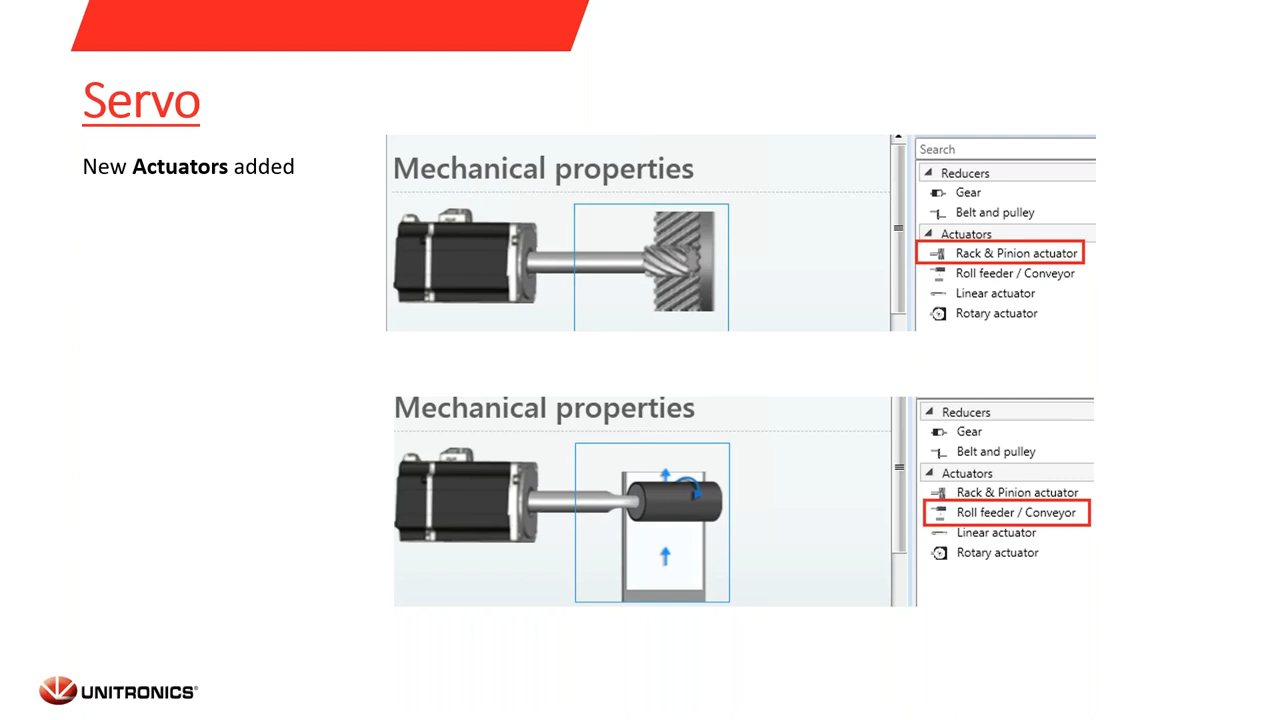 Servo
New Actuators added
Mechanical properties
Search
Reducers
Gear
Belt and pulley
Actuators
Rack & Pinion actuator
Roll feeder / Conveyor
Linear actuator
Rotary actuator
Mechanical properties
Reducers
Gear
Belt and pulley
Actuators
Rack & Pinion actuator
Roll feeder / Conveyor
Linear actuator
Rotary actuator
UNITRONICS®